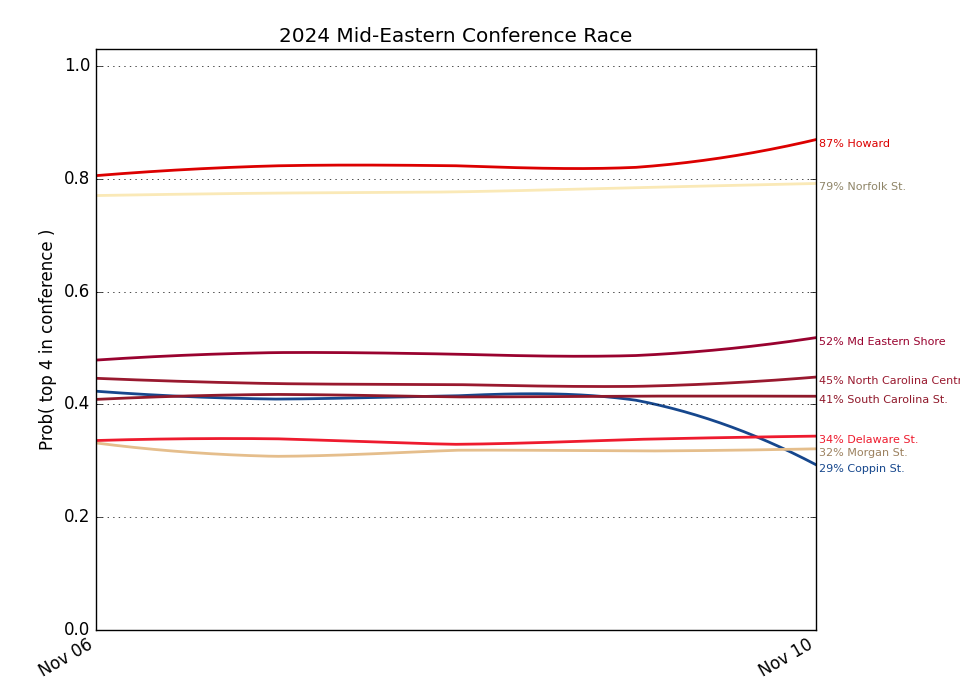 2024 Mid-Eastern Conference Race
Prob( top 4 in conference )
1.0
0.8
0.6
0.4
0.2
0.0
Nov 06
Nov 10
87% Howard
79% Norfolk St.
52% Md Eastern Shore
45% North Carolina Centr
41% South Carolina St.
34% Delaware St.
32% Morgan St.
29% Coppin St.